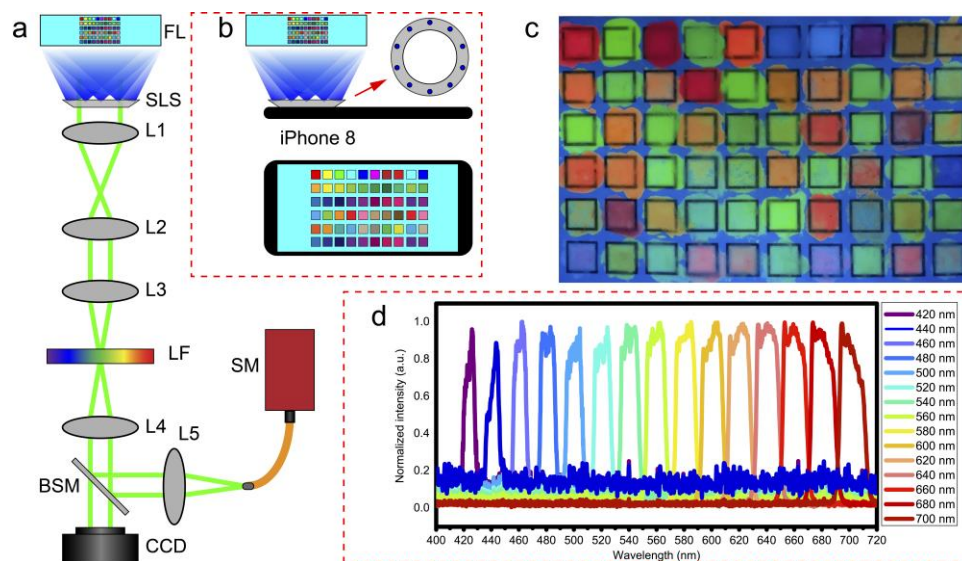 a
FL
SLS
L1
L2
L3
LF
L4
L5
SM
BSM
CCD
b
iPhone 8
c
d
Normalized intensity (a.u.)
1.0
0.8
0.6
0.4
0.2
0.0
400 420 440 460 480 500 520 540 560 580 600 620 640 660 680 700 720
Wavelength (nm)
420 nm
440 nm
460 nm
480 nm
500 nm
520 nm
540 nm
560 nm
580 nm
600 nm
620 nm
640 nm
660 nm
680 nm
700 nm